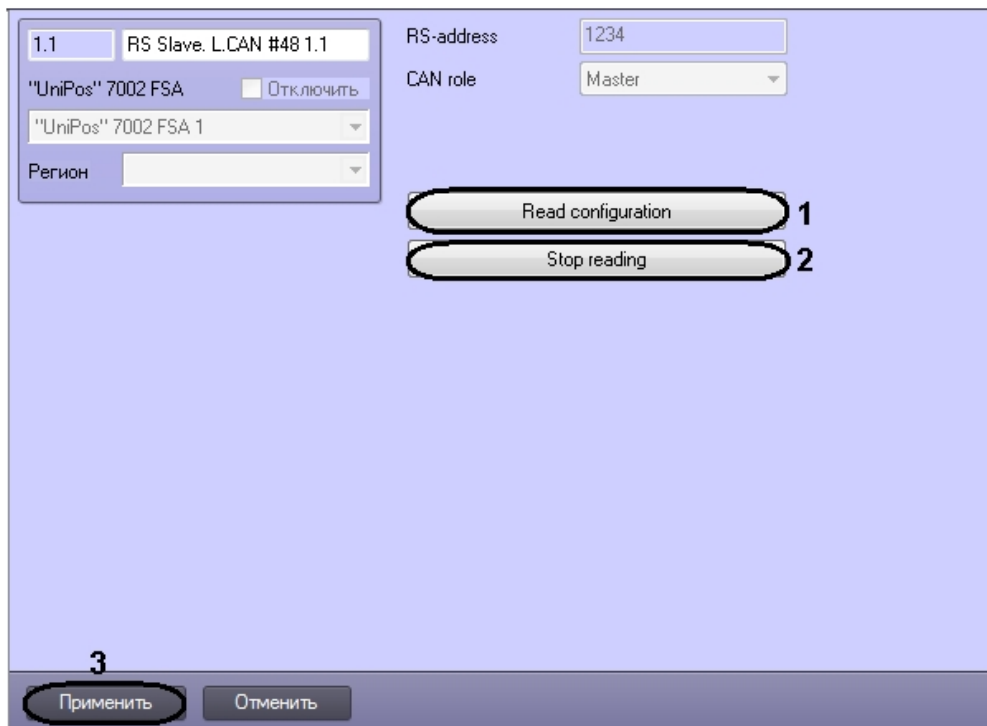 1.1 RS Slave. L.CAN #48 1.1
"UniPos" 7002 FSA Отключить
"UniPos" 7002 FSA 1
Регион
RS-address 1234
CAN role Master
Read configuration 1
Stop reading 2
3
Применить Отменить